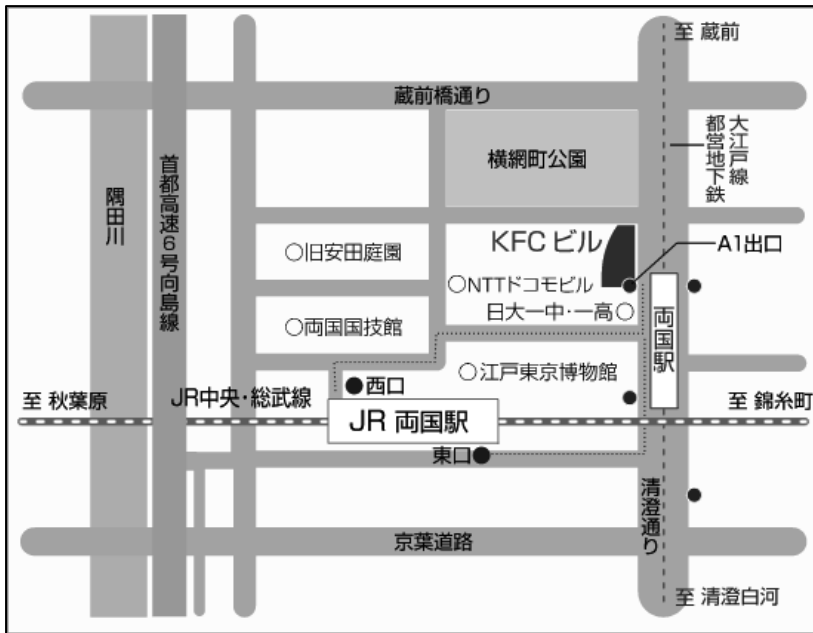 至 蔵前
蔵前橋通り
大江戸線
都営地下鉄
横網町公園
首都高速6号向島線
隅田川
KFC ビル
A1出口
○旧安田庭園
○NTTドコモビル
日大一中・一高○
○両国国技館
両国駅
●西口
○江戸東京博物館
至 秋葉原
JR中央・総武線
至 錦糸町
JR 両国駅
東口●
清澄通り
京葉道路
至 清澄白河